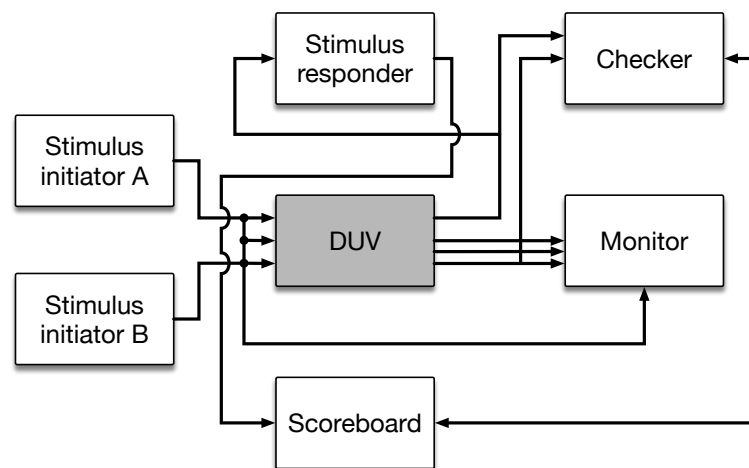 Stimulus
responder
Checker
Stimulus
initiator A
DUV
Monitor
Stimulus
initiator B
Scoreboard